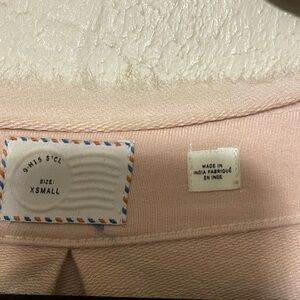 SIZE:
XSMALL
MADE IN
INDIA FABRIQUÉ
EN INDE